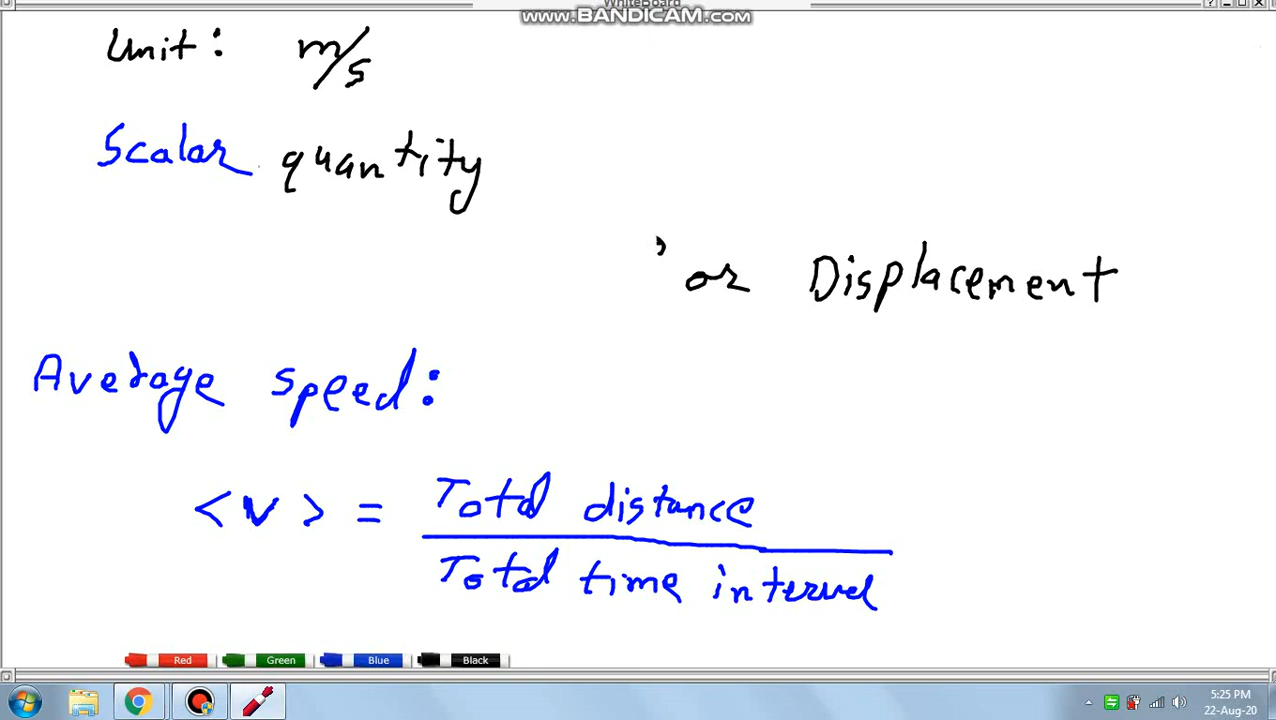 WhiteBoard
www.BANDICAM.com
Unit: m/s
Scalar quantity
or Displacement
Average speed:
<v> = Total distance
Total time interval
Red Green Blue Black
5:25 PM
22-Aug-20